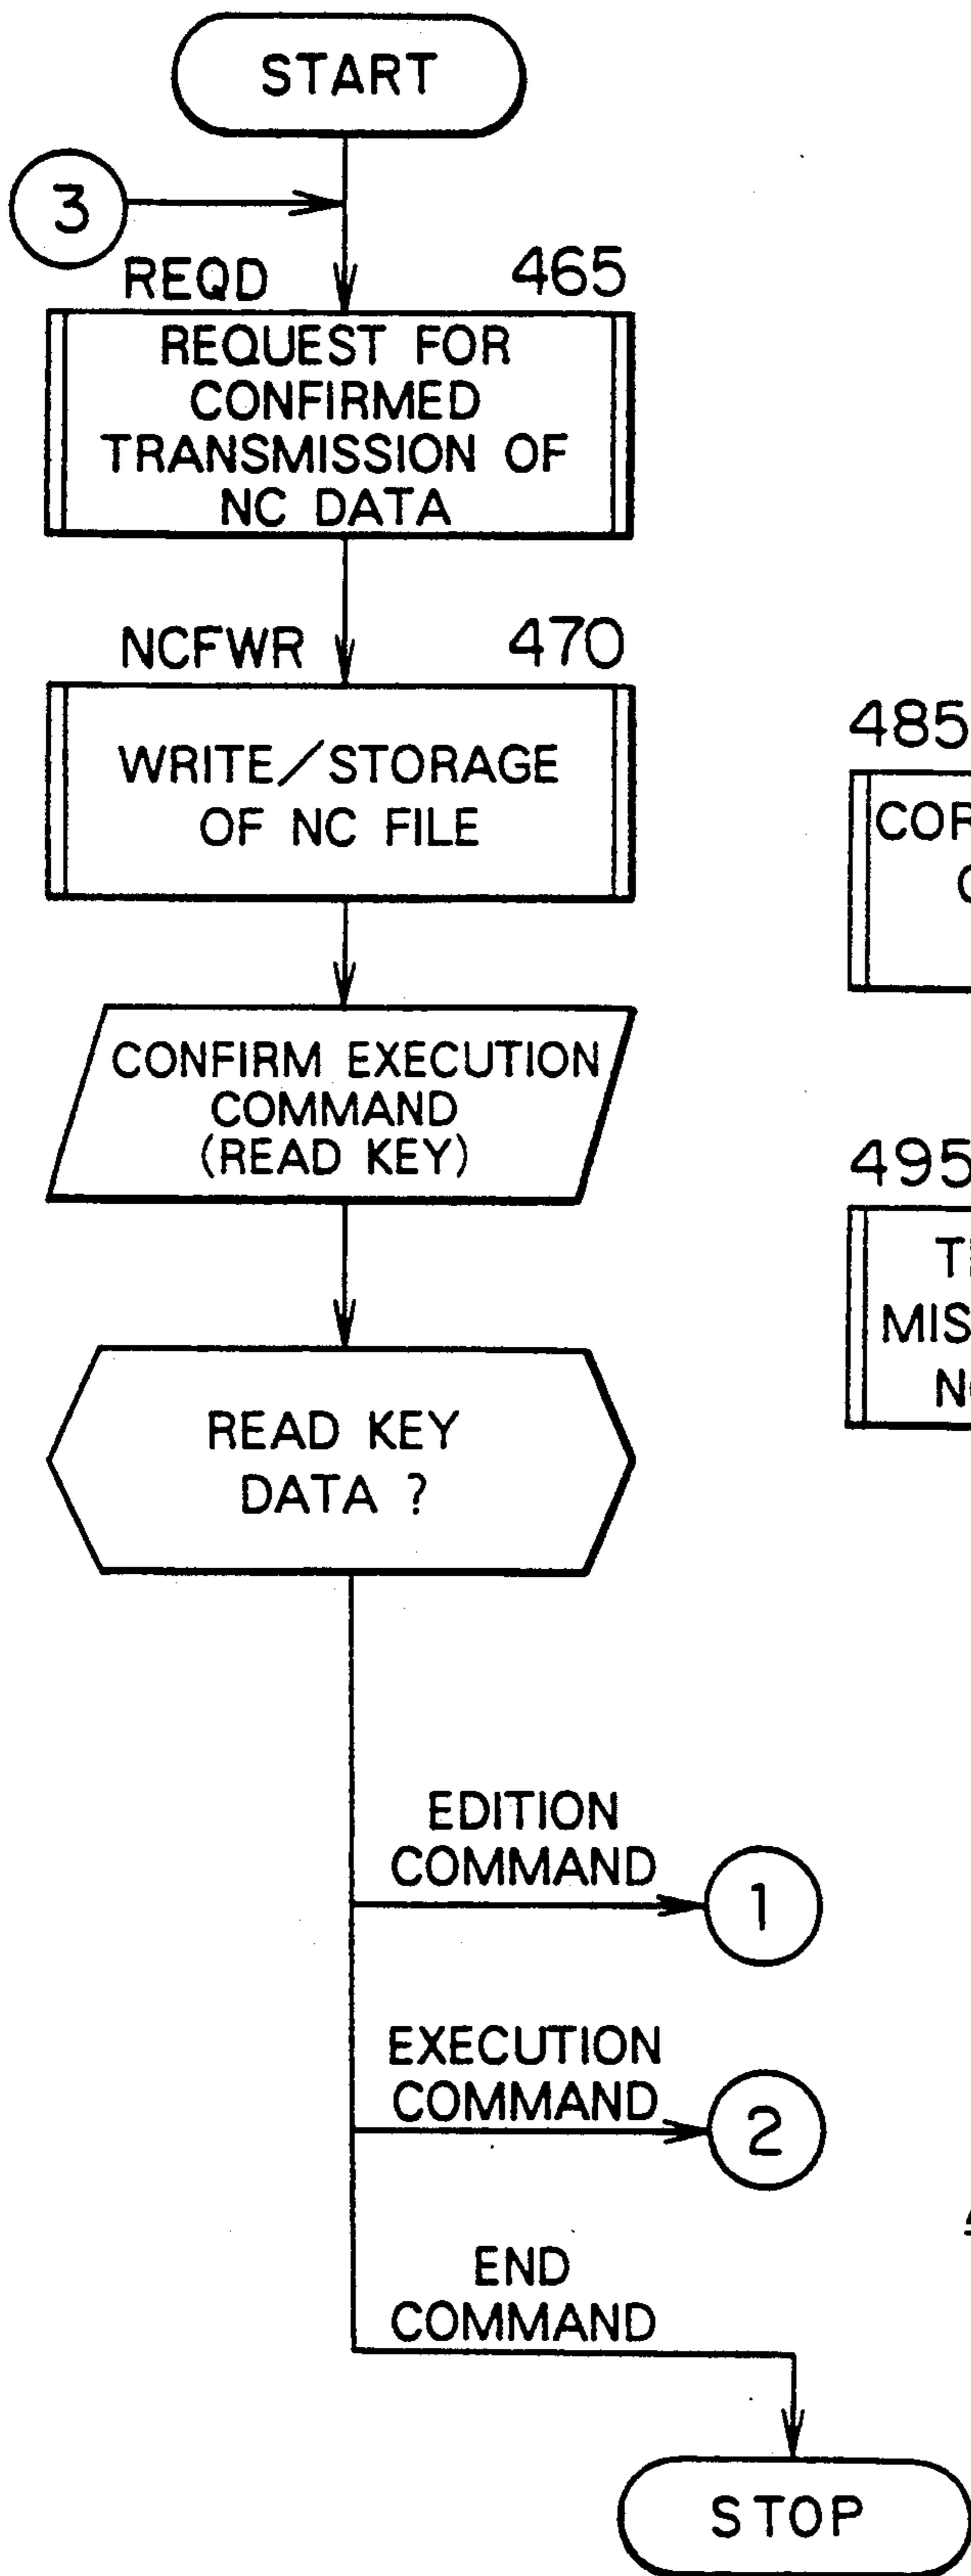 START
3
REQD 465
REQUEST FOR
CONFIRMED
TRANSMISSION OF
NC DATA
NCFWR 470
WRITE/STORAGE
OF NC FILE
CONFIRM EXECUTION
COMMAND
(READ KEY)
READ KEY
DATA ?
EDITION
COMMAND
1
EXECUTION
COMMAND
2
END
COMMAND
STOP
485
495